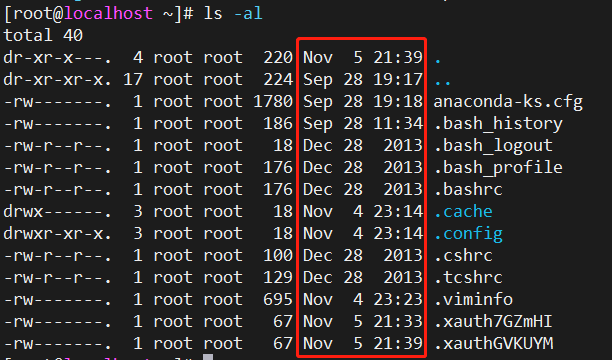 [root@localhost ~]# ls -al
total 40
dr-xr-x---.  4 root root  220 Nov  5 21:39 .
dr-xr-xr-x. 17 root root  224 Sep 28 19:17 ..
-rw-------.  1 root root 1780 Sep 28 19:18 anaconda-ks.cfg
-rw-------.  1 root root  186 Sep 28 11:34 .bash_history
-rw-r--r--.  1 root root   18 Dec 28  2013 .bash_logout
-rw-r--r--.  1 root root  176 Dec 28  2013 .bash_profile
-rw-r--r--.  1 root root  176 Dec 28  2013 .bashrc
drwx------.  3 root root   18 Nov  4 23:14 .cache
drwxr-xr-x.  3 root root   18 Nov  4 23:14 .config
-rw-r--r--.  1 root root  100 Dec 28  2013 .cshrc
-rw-r--r--.  1 root root  129 Dec 28  2013 .tcshrc
-rw-------.  1 root root  695 Nov  4 23:23 .viminfo
-rw-------.  1 root root   67 Nov  5 21:33 .xauth7GZmHI
-rw-------.  1 root root   67 Nov  5 21:39 .xauthGVKUYM